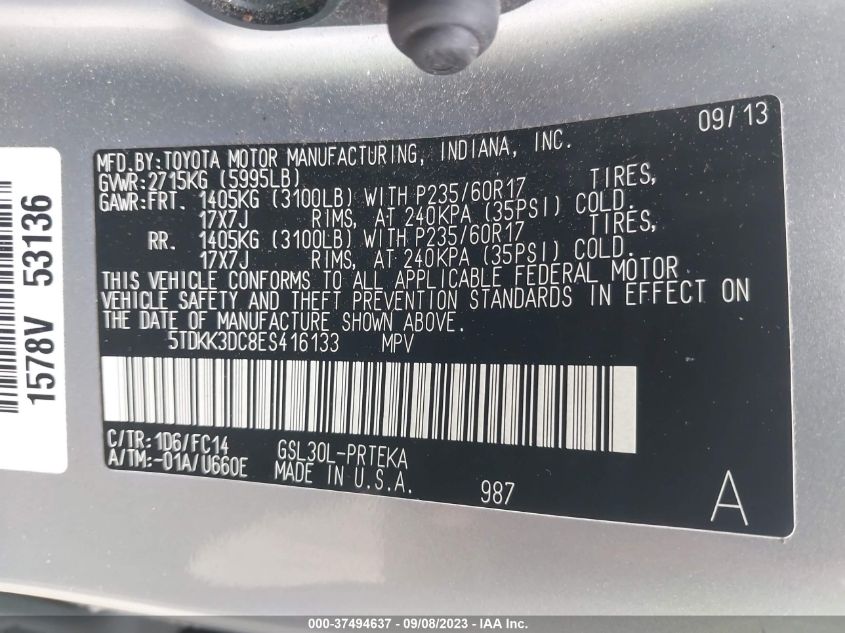 09/13
MFD.BY:TOYOTA MOTOR MANUFACTURING, INDIANA, INC.
GVWR:2715KG (5995LB)
GAWR:FRT. 1405KG (3100LB) WITH P235/60R17 TIRES,
17X7J RIMS, AT 240KPA (35PSI) COLD.
RR. 1405KG (3100LB) WITH P235/60R17 TIRES,
17X7J RIMS, AT 240KPA (35PSI) COLD.
THIS VEHICLE CONFORMS TO ALL APPLICABLE FEDERAL MOTOR
VEHICLE SAFETY AND THEFT PREVENTION STANDARDS IN EFFECT ON
THE DATE OF MANUFACTURE SHOWN ABOVE.
5TDKK3DC8ES416133 MPV
C/TR:1D6/FC14 GSL30L-PRTEKA
A/TM:-01A/U660E MADE IN U.S.A. 987 A
1578V 53136
000-37494637 - 09/08/2023 - IAA Inc.